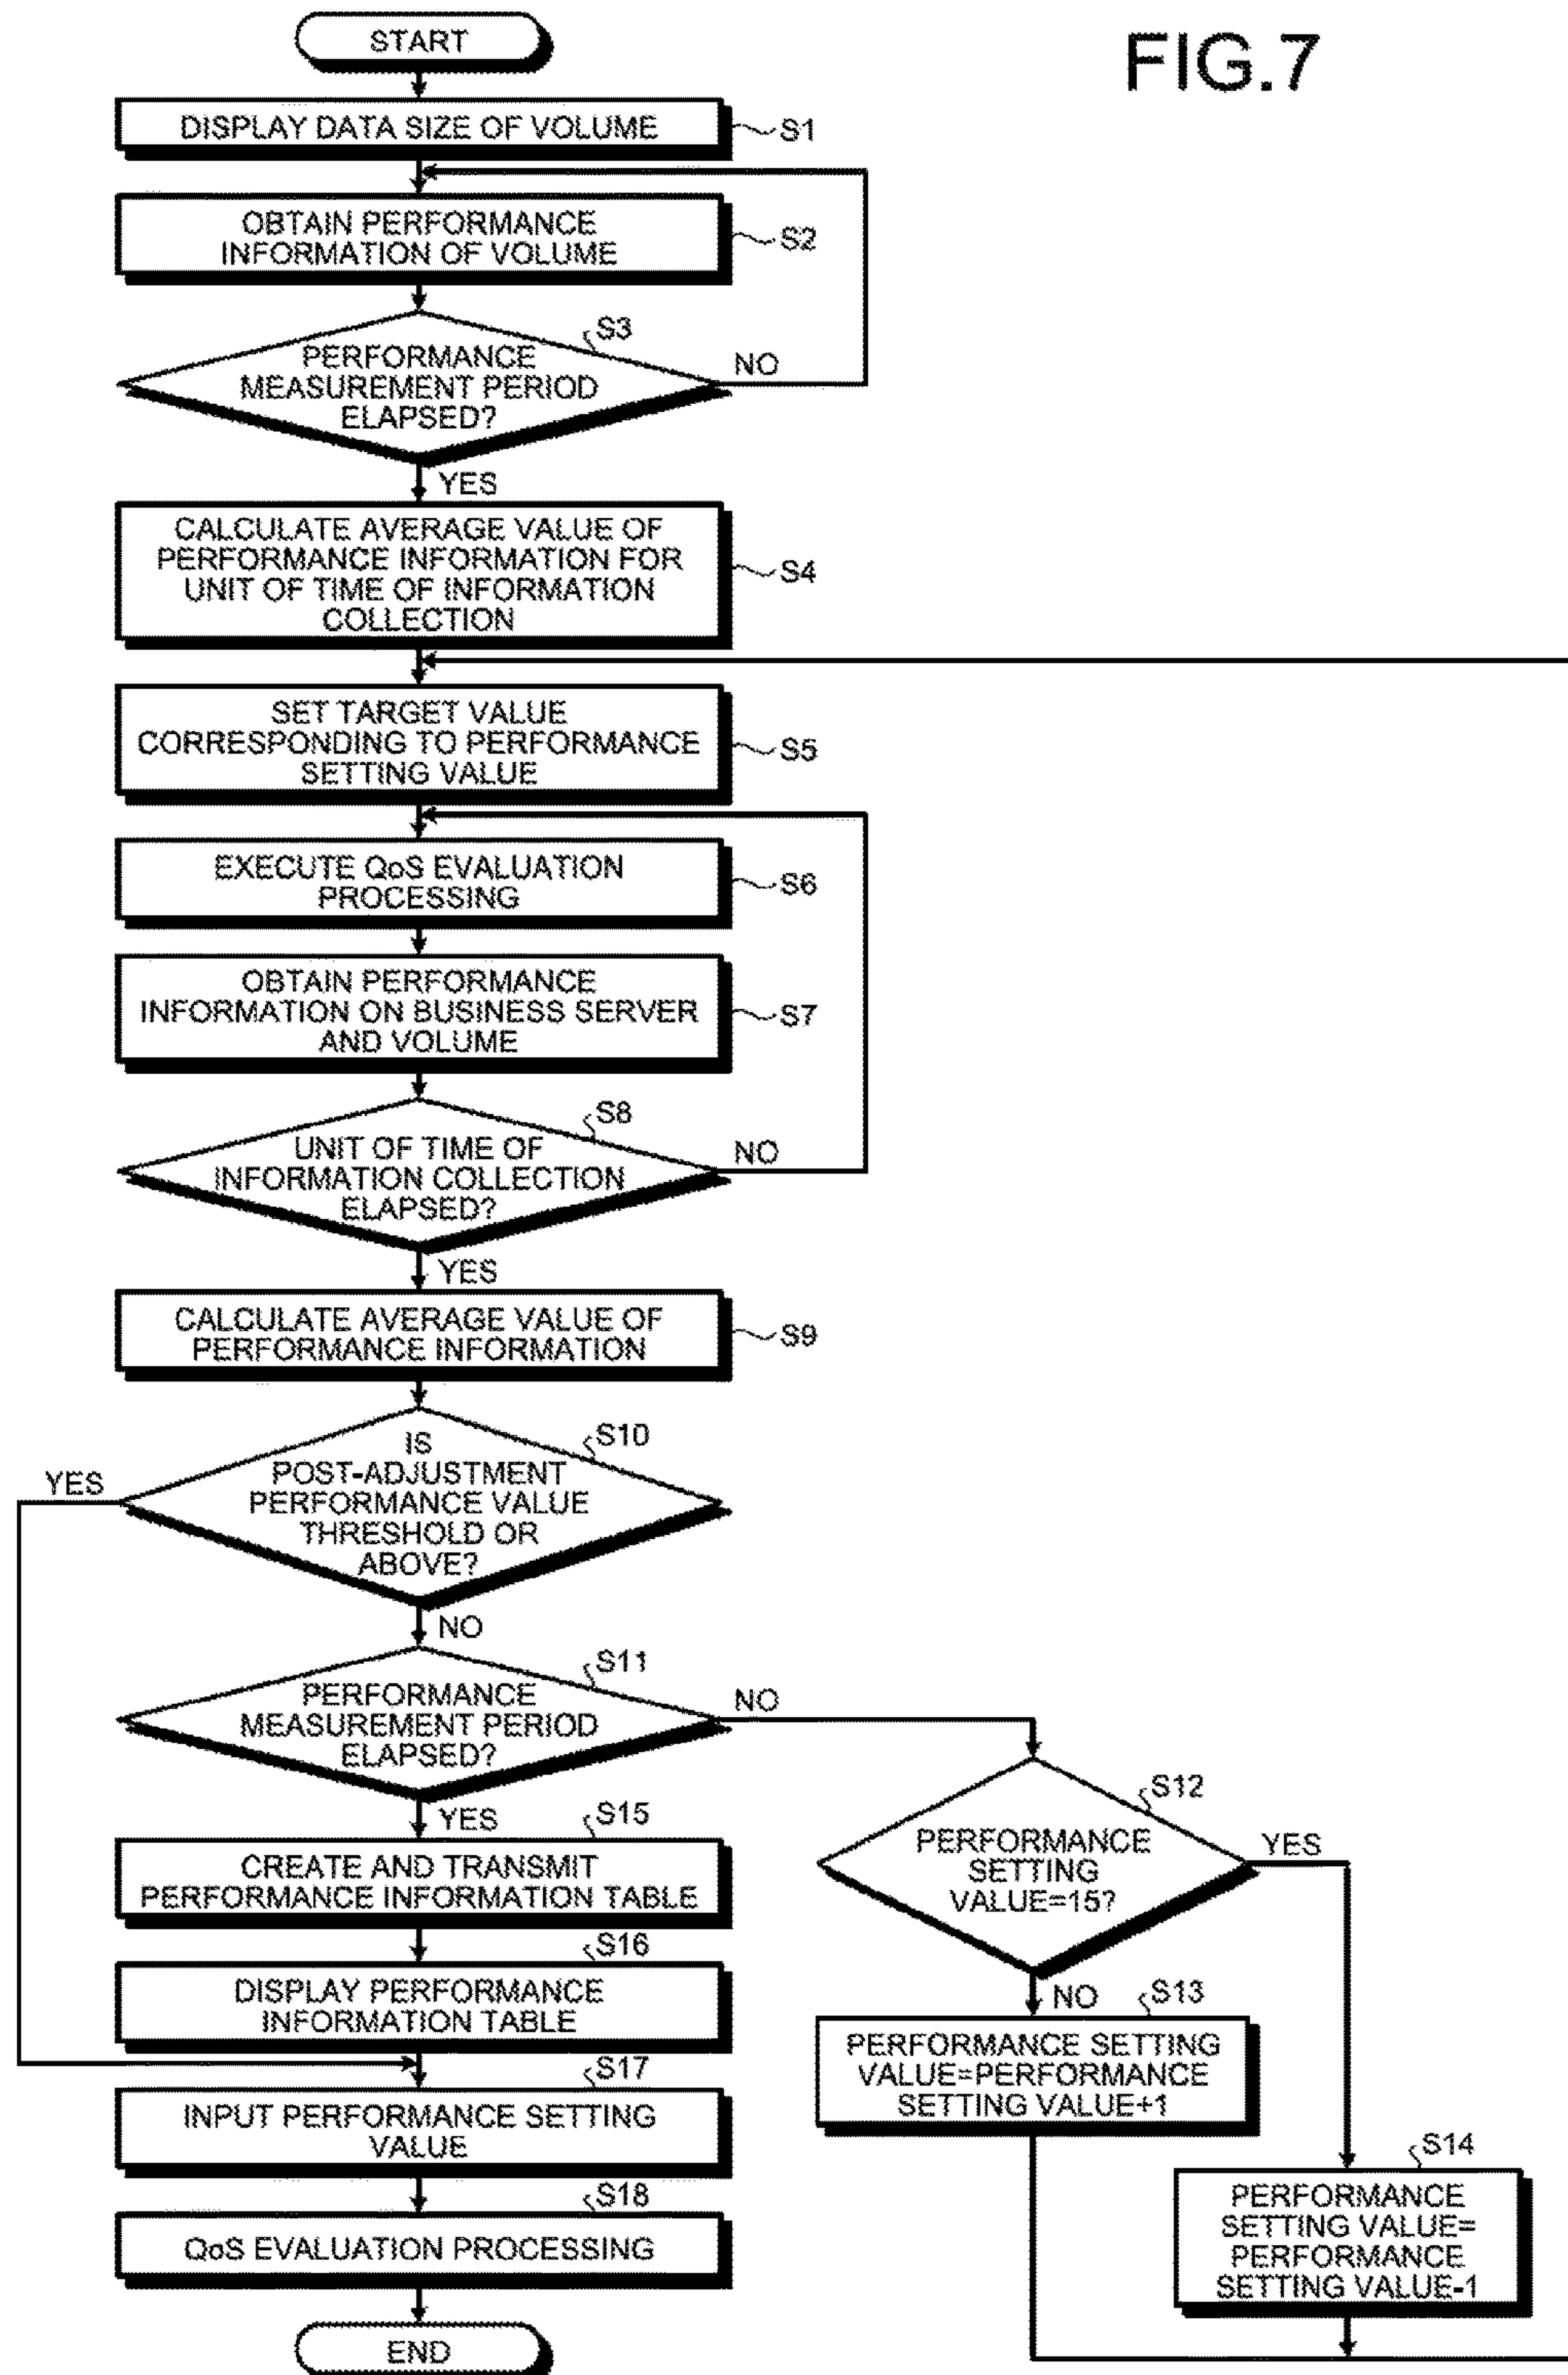 FIG.7
START
DISPLAY DATA SIZE OF VOLUME
S1
OBTAIN PERFORMANCE
INFORMATION OF VOLUME
S2
S3
PERFORMANCE
MEASUREMENT PERIOD
ELAPSED?
NO
YES
CALCULATE AVERAGE VALUE OF
PERFORMANCE INFORMATION FOR
UNIT OF TIME OF INFORMATION
COLLECTION
S4
SET TARGET VALUE
CORRESPONDING TO PERFORMANCE
SETTING VALUE
S5
EXECUTE QoS EVALUATION
PROCESSING
S6
OBTAIN PERFORMANCE
INFORMATION ON BUSINESS SERVER
AND VOLUME
S7
S8
UNIT OF TIME OF
INFORMATION COLLECTION
ELAPSED?
NO
YES
CALCULATE AVERAGE VALUE OF
PERFORMANCE INFORMATION
S9
S10
IS
POST-ADJUSTMENT
PERFORMANCE VALUE
THRESHOLD OR
ABOVE?
YES
NO
S11
PERFORMANCE
MEASUREMENT PERIOD
ELAPSED?
NO
YES
S12
PERFORMANCE
SETTING
VALUE=15?
YES
NO
S13
PERFORMANCE SETTING
VALUE=PERFORMANCE
SETTING VALUE+1
S14
PERFORMANCE
SETTING VALUE=
PERFORMANCE
SETTING VALUE-1
S15
CREATE AND TRANSMIT
PERFORMANCE INFORMATION TABLE
S16
DISPLAY PERFORMANCE
INFORMATION TABLE
S17
INPUT PERFORMANCE SETTING
VALUE
S18
QoS EVALUATION PROCESSING
END